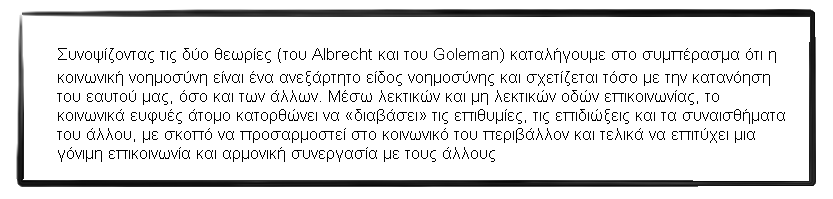 Συνοψίζοντας τις δύο θεωρίες (του Albrecht και του Goleman) καταλήγουμε στο συμπέρασμα ότι η
κοινωνική νοημοσύνη είναι ένα ανεξάρτητο είδος νοημοσύνης και σχετίζεται τόσο με την κατανόηση
του εαυτού μας, όσο και των άλλων. Μέσω λεκτικών και μη λεκτικών οδών επικοινωνίας, το
κοινωνικά ευφυές άτομο κατορθώνει να «διαβάσει» τις επιθυμίες, τις επιδιώξεις και τα συναισθήματα
του άλλου, με σκοπό να προσαρμοστεί στο κοινωνικό του περιβάλλον και τελικά να επιτύχει μια
γόνιμη επικοινωνία και αρμονική συνεργασία με τους άλλους